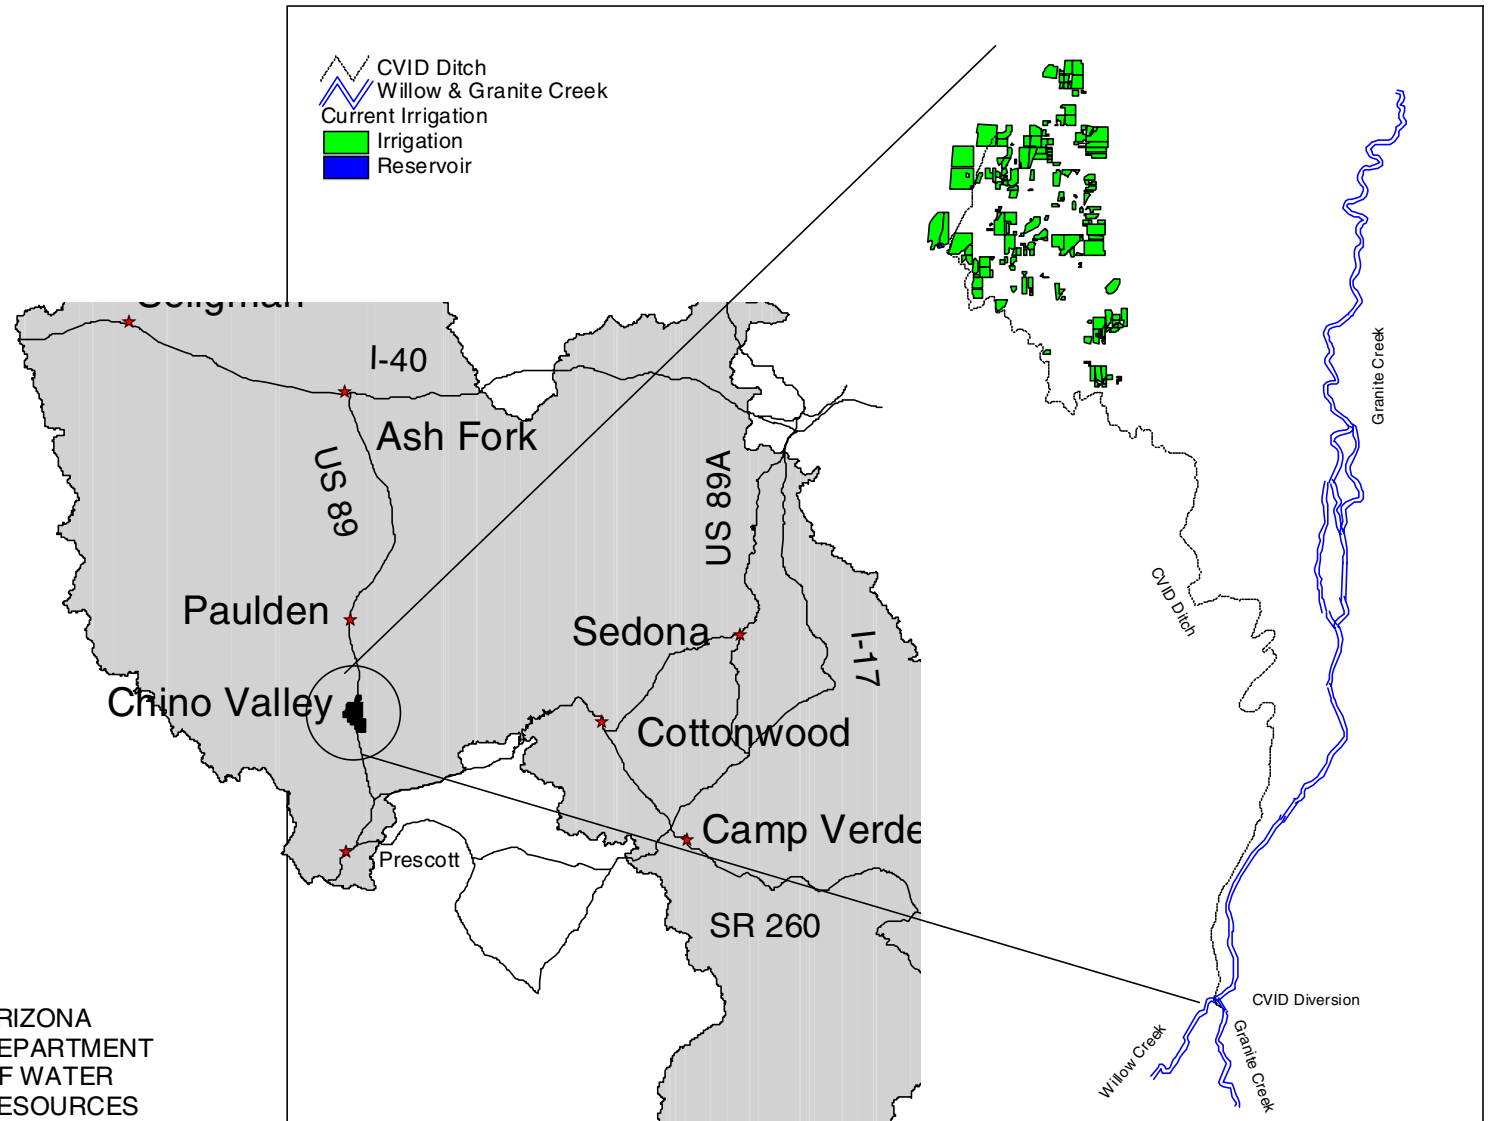 CVID Ditch
Willow & Granite Creek
Current Irrigation
Irrigation
Reservoir
Seligman
I-40
Ash Fork
US 89
US 89A
Paulden
Sedona
I-17
Chino Valley
Cottonwood
Camp Verde
Prescott
SR 260
Granite Creek
CVID Ditch
CVID Diversion
Willow Creek
Granite Creek
RIZONA
EPARTMENT
F WATER
ESOURCES